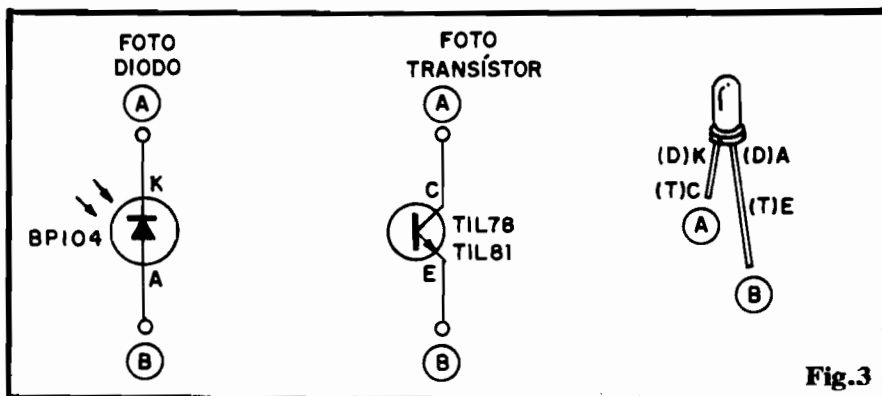 FOTO
DIODO
A
K
BP104
A
B
FOTO
TRANSÍSTOR
A
C
TIL78
TIL81
E
B
(D)K (D)A
(T)C
(T)E
A
B
Fig.3